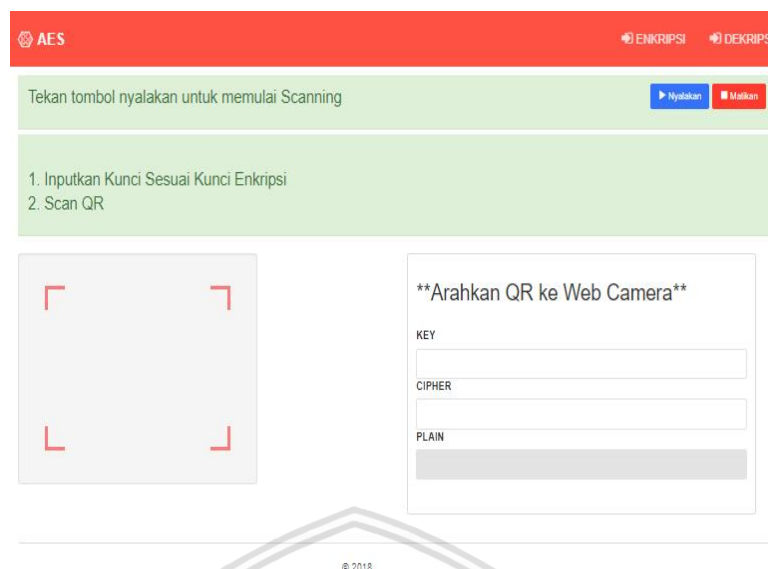 AES
ENKRIPSI DEKRIPS
Tekan tombol nyalakan untuk memulai Scanning
Nyalakan Matikan
1. Inputkan Kunci Sesuai Kunci Enkripsi
2. Scan QR
**Arahkan QR ke Web Camera**
KEY
CIPHER
PLAIN
© 2018